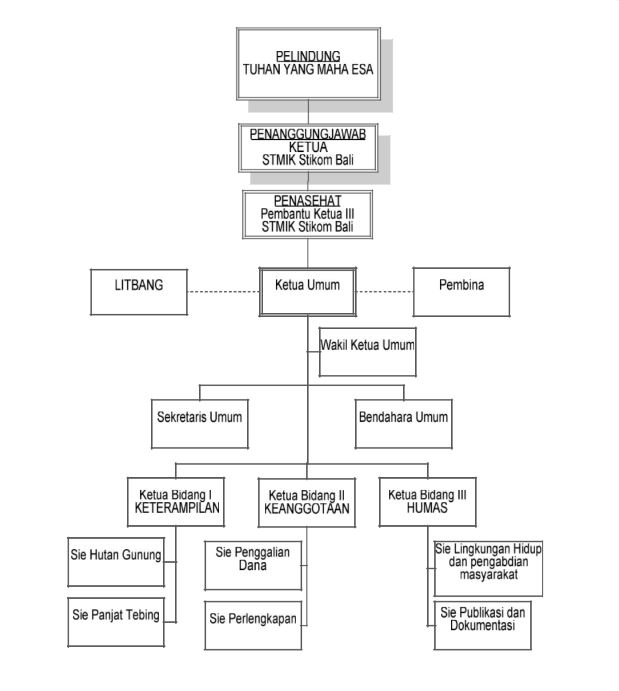 PELINDUNG
TUHAN YANG MAHA ESA
PENANGGUNGJAWAB
KETUA
STMIK Stikom Bali
PENASEHAT
Pembantu Ketua III
STMIK Stikom Bali
LITBANG
Ketua Umum
Pembina
Wakil Ketua Umum
Sekretaris Umum
Bendahara Umum
Ketua Bidang I
KETERAMPILAN
Ketua Bidang II
KEANGGOTAAN
Ketua Bidang III
HUMAS
Sie Hutan Gunung
Sie Penggalian
Dana
Sie Lingkungan Hidup
dan pengabdian
masyarakat
Sie Panjat Tebing
Sie Perlengkapan
Sie Publikasi dan
Dokumentasi